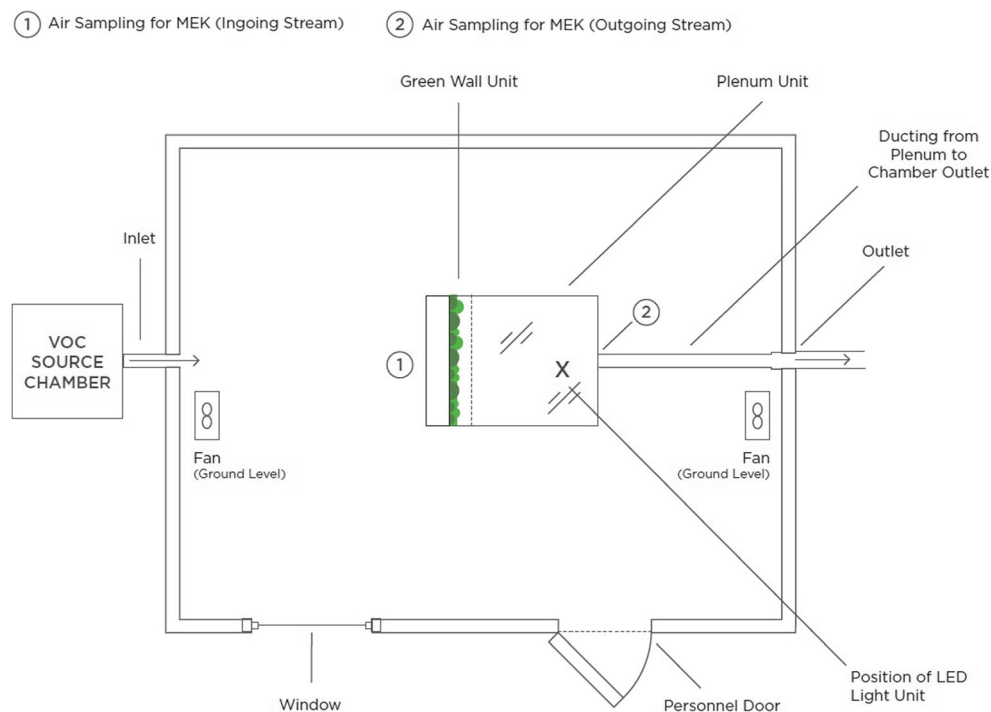 1 Air Sampling for MEK (Ingoing Stream)
2 Air Sampling for MEK (Outgoing Stream)
Green Wall Unit
Plenum Unit
Ducting from
Plenum to
Chamber Outlet
Inlet
Outlet
VOC
SOURCE
CHAMBER
2
1
X
Fan
(Ground Level)
Fan
(Ground Level)
Window
Personnel Door
Position of LED
Light Unit